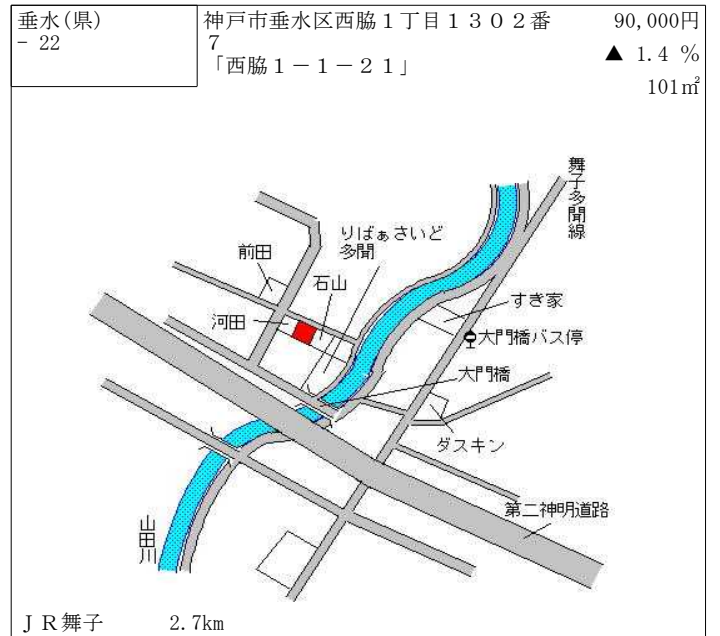 垂水(県)
- 22
神戸市垂水区西脇１丁目１３０２番
7
「西脇１－１－２１」
90,000円
▲ 1.4 %
101㎡
舞子多聞線
りばぁさいど
多聞
前田
石山
河田
すき家
大門橋バス停
大門橋
ダスキン
第二神明道路
山田川
ＪＲ舞子 2.7km